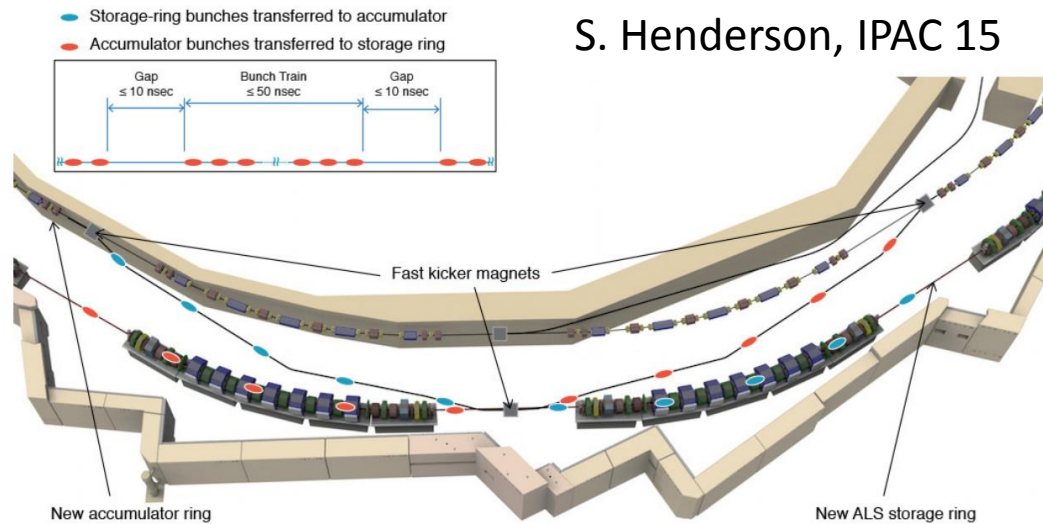 Storage-ring bunches transferred to accumulator
Accumulator bunches transferred to storage ring
S. Henderson, IPAC 15
Gap
≤ 10 nsec
Bunch Train
≤ 50 nsec
Gap
≤ 10 nsec
Fast kicker magnets
New accumulator ring
New ALS storage ring